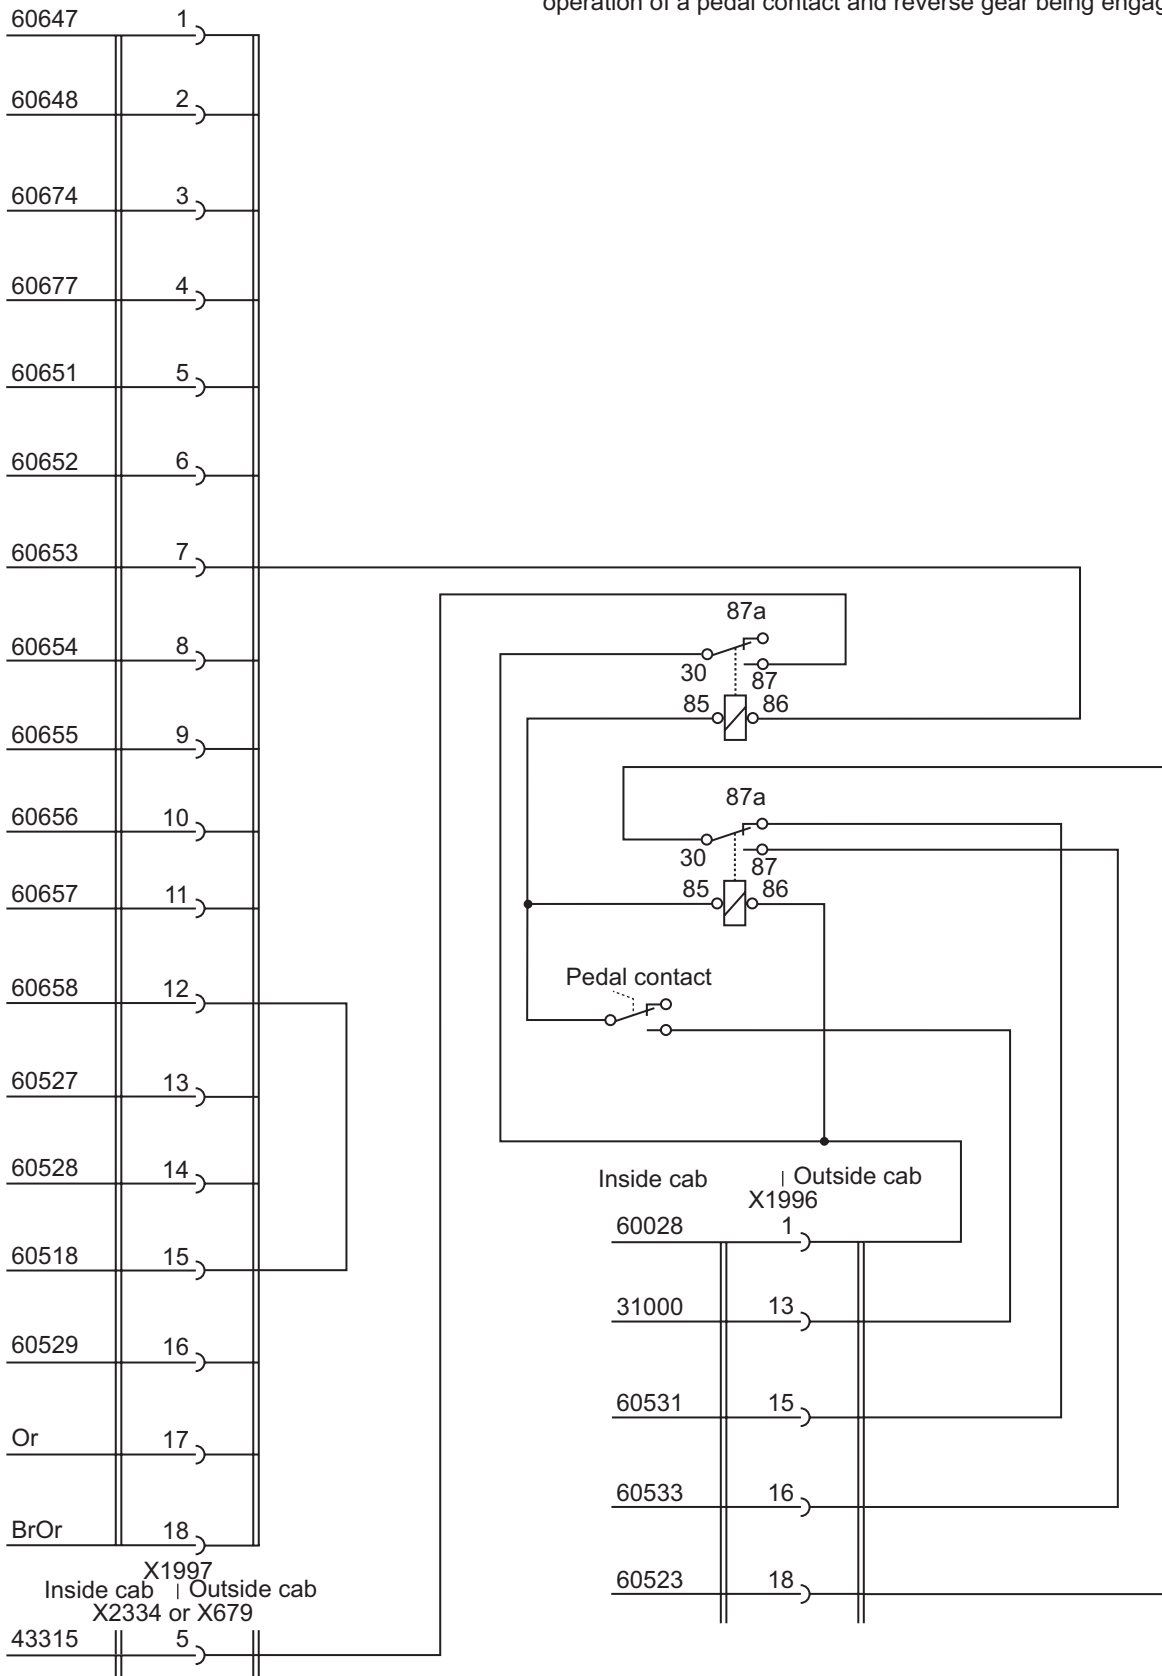 operation of a pedal contact and reverse gear being engag
60647 1
60648 2
60674 3
60677 4
60651 5
60652 6
60653 7
60654 8
60655 9
60656 10
60657 11
60658 12
60527 13
60528 14
60518 15
60529 16
Or 17
BrOr 18
X1997
Inside cab | Outside cab
X2334 or X679
43315 5
87a
30
87
85 86
87a
30
87
85 86
Pedal contact
Inside cab | Outside cab
X1996
60028 1
31000 13
60531 15
60533 16
60523 18